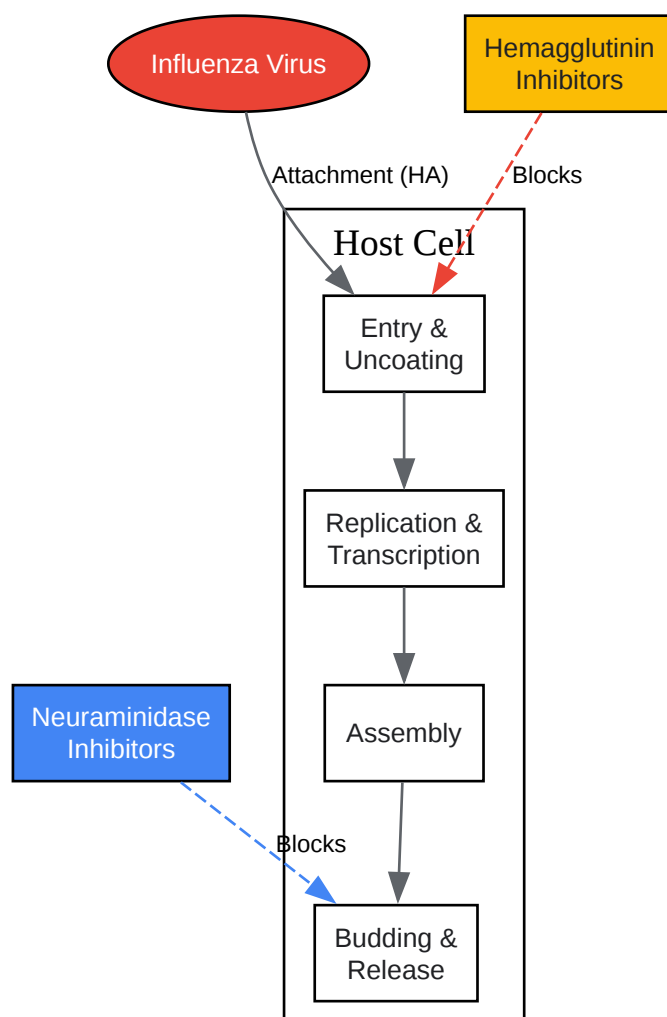 Influenza Virus
Hemagglutinin
Inhibitors
Attachment (HA)
Blocks
Host Cell
Entry &
Uncoating
Replication &
Transcription
Neuraminidase
Inhibitors
Assembly
Blocks
Budding &
Release